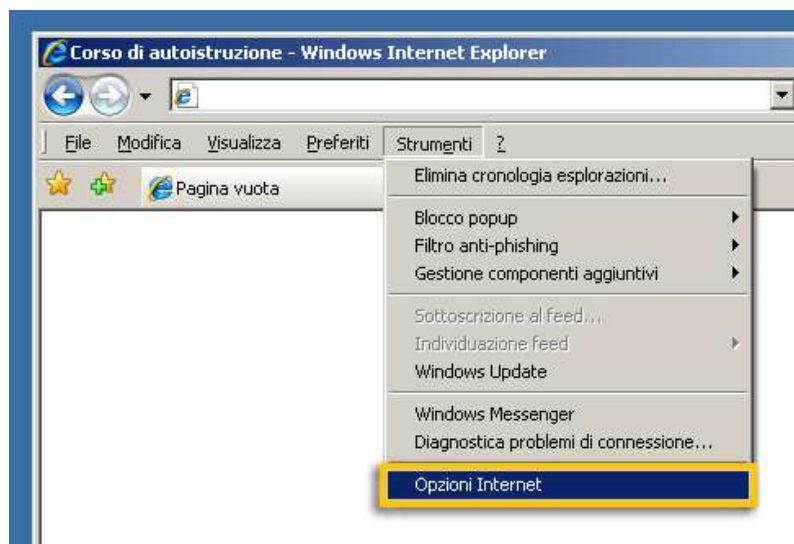 Corso di autoistruzione - Windows Internet Explorer
File Modifica Visualizza Preferiti Strumenti ?
Pagina vuota
Elimina cronologia esplorazioni...
Blocco popup
Filtro anti-phishing
Gestione componenti aggiuntivi
Sottoscrizione al feed...
Individuazione feed
Windows Update
Windows Messenger
Diagnostica problemi di connessione...
Opzioni Internet